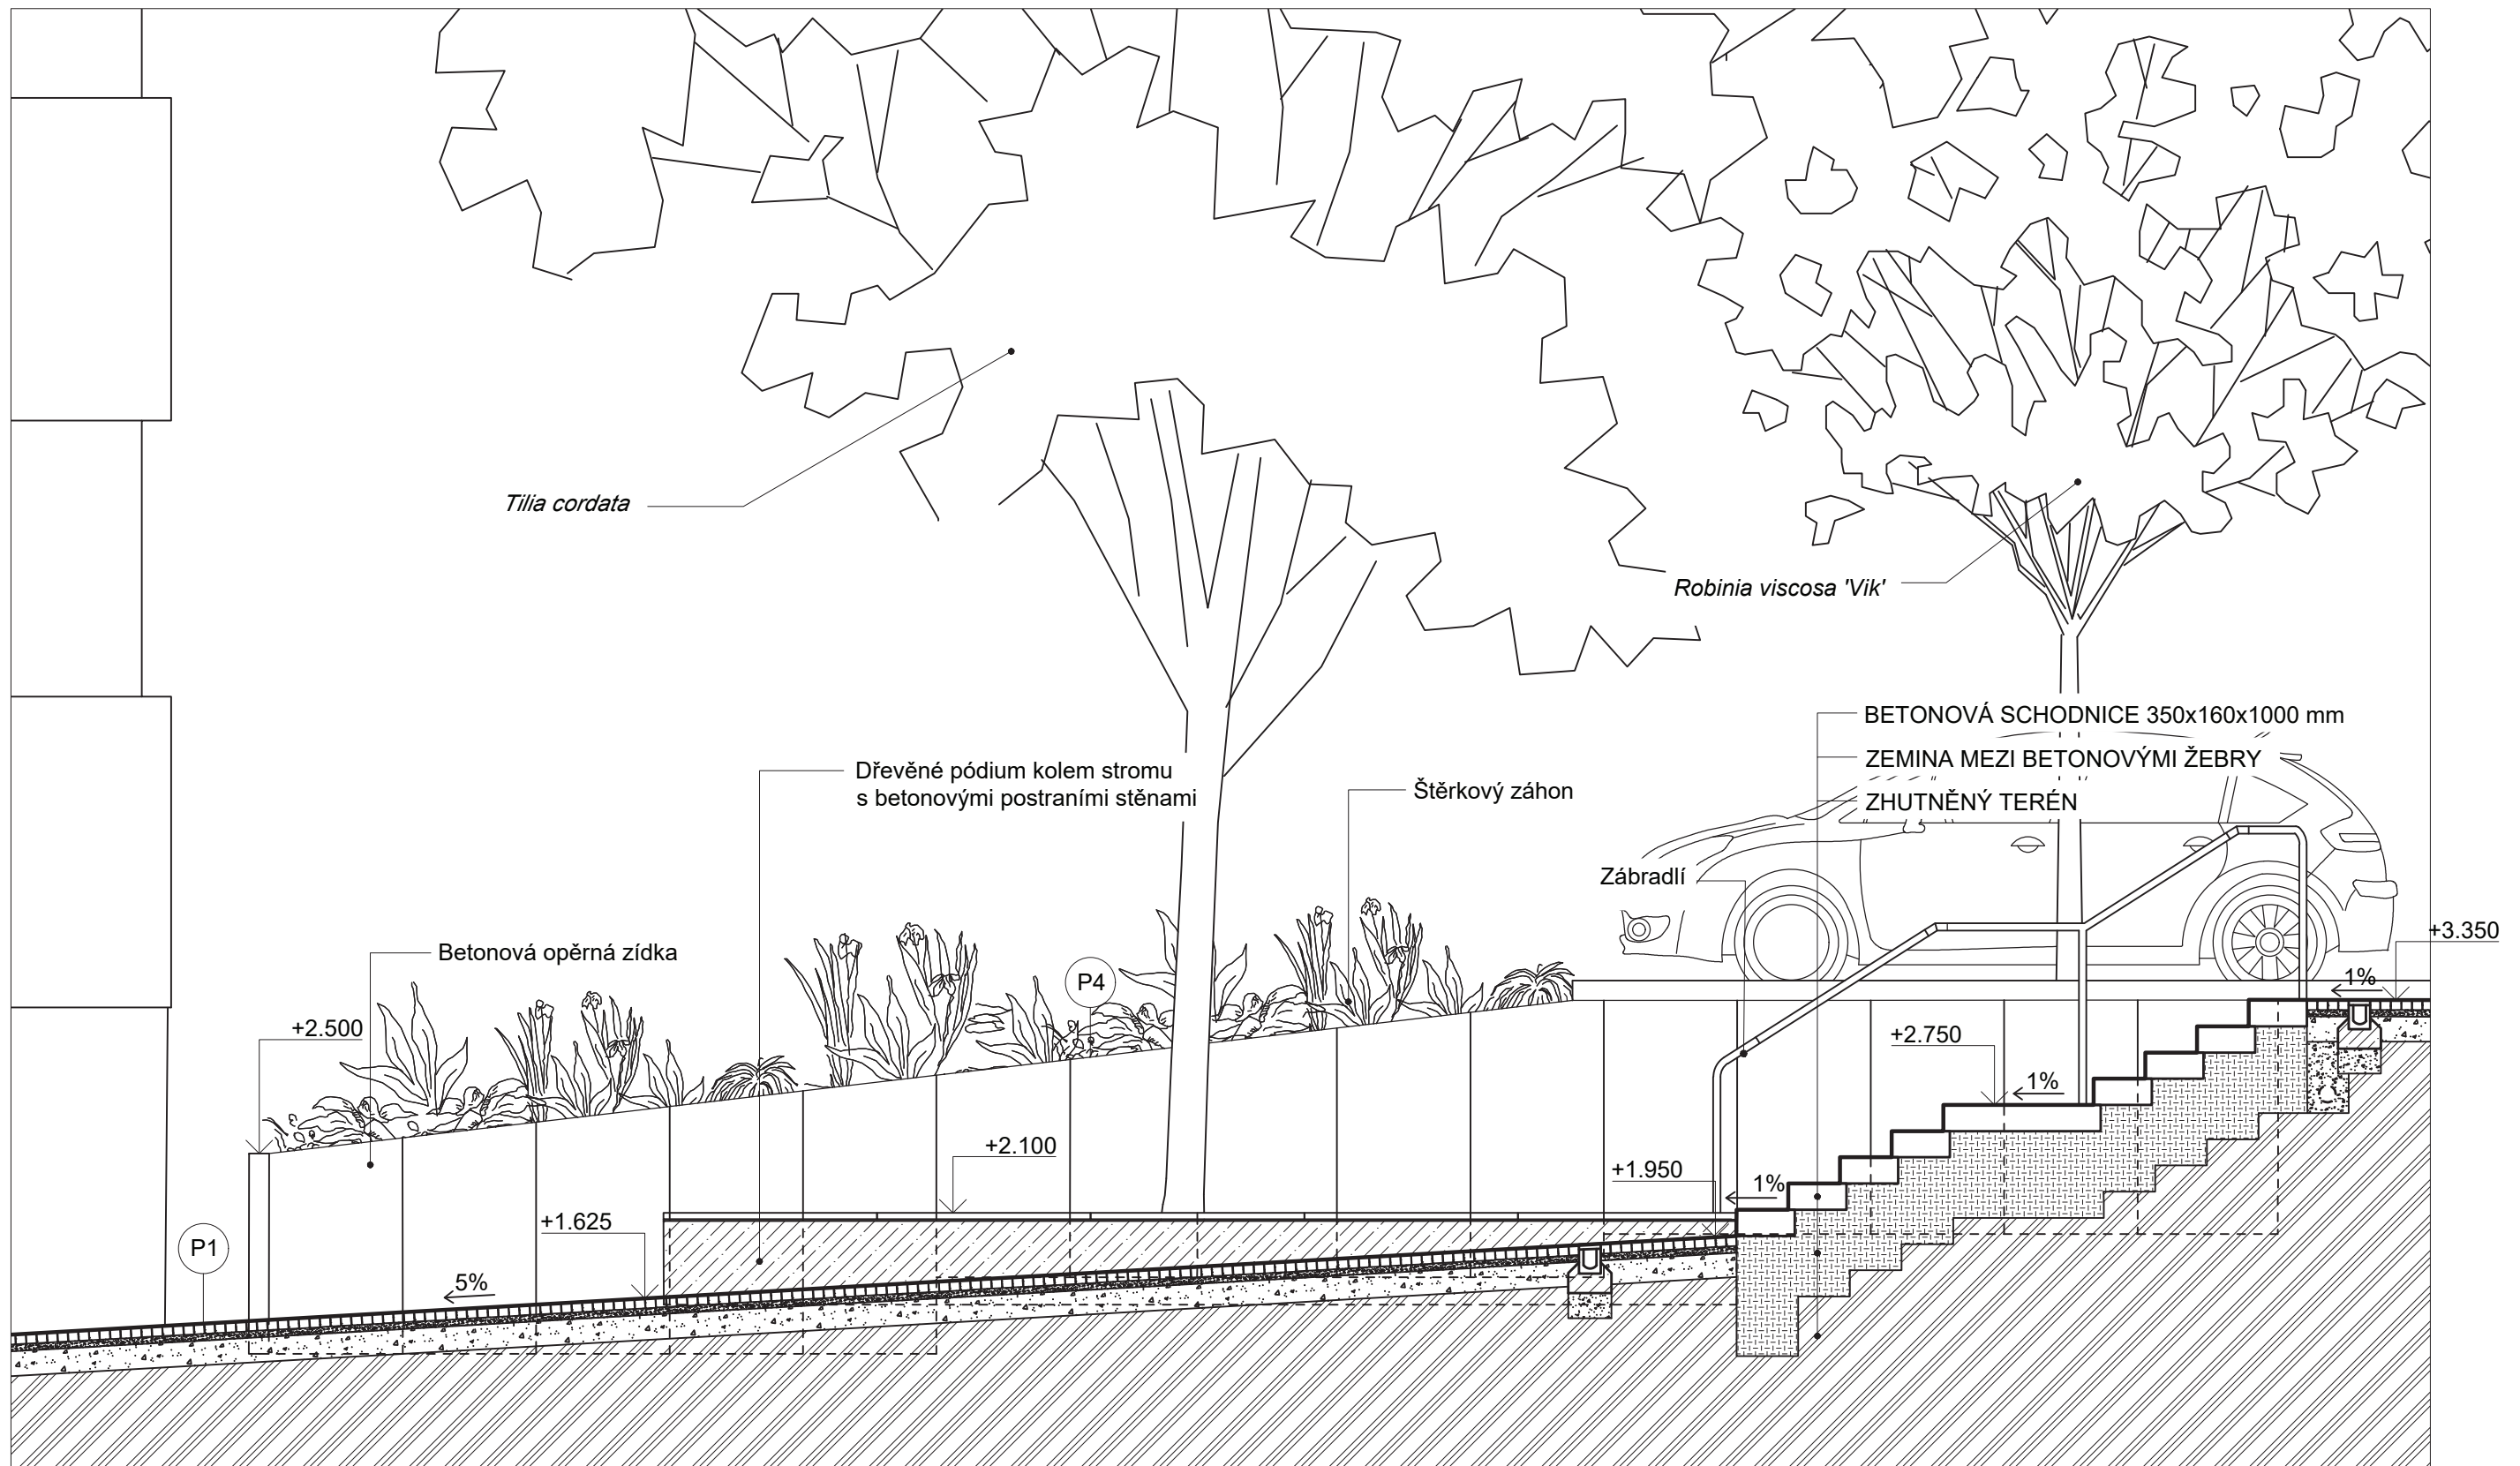 Tilia cordata
Robinia viscosa 'Vik'
BETONOVÁ SCHODNICE 350x160x1000 mm
ZEMINA MEZI BETONOVÝMI ŽEBRY
ZHUTNĚNÝ TERÉN
Dřevěné pódium kolem stromu
s betonovými postraními stěnami
Štěrkový záhon
Zábradlí
+3.350
Betonová opěrná zídka
P4
1%
+2.500
+2.750
1%
+2.100
+1.950
1%
+1.625
P1
5%